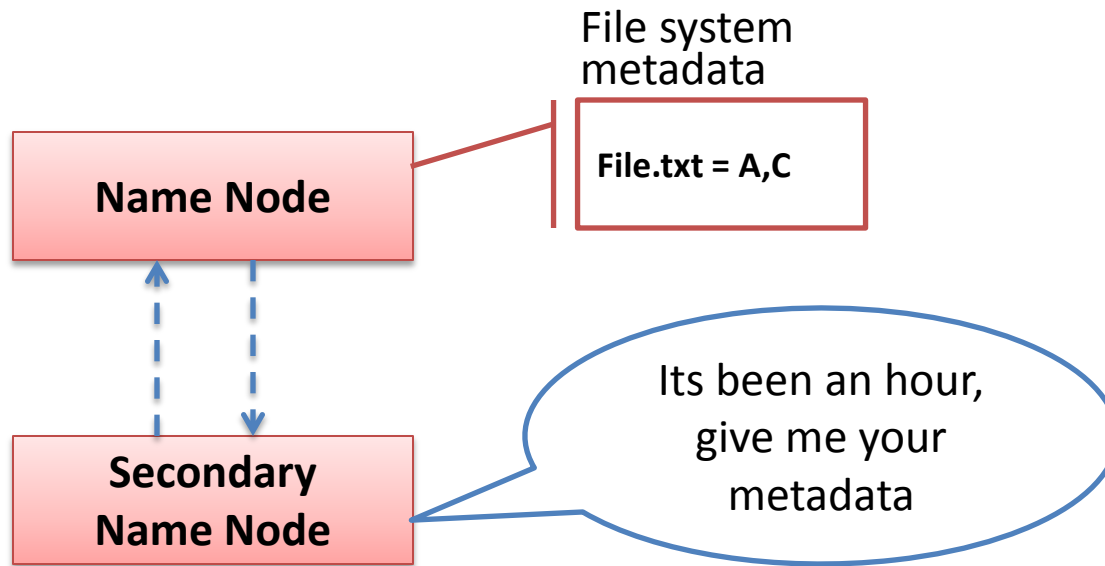 File system
metadata
Name Node
File.txt = A,C
Its been an hour,
give me your
metadata
Secondary
Name Node